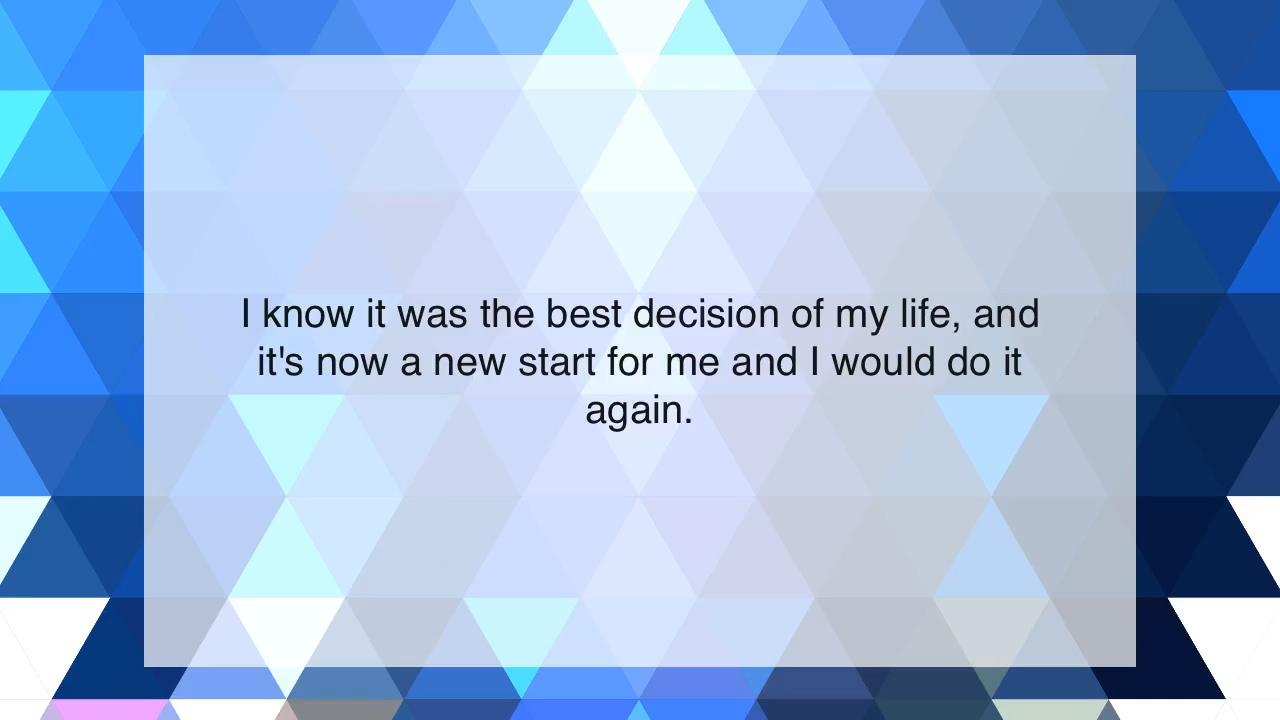 I know it was the best decision of my life, and
it's now a new start for me and I would do it
again.